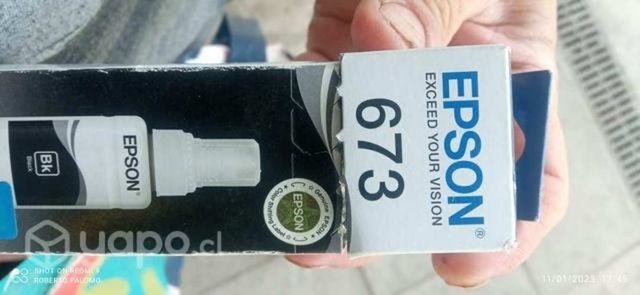 EPSON®
EXCEED YOUR VISION
673
EPSON
Bk
Black
Genuine EPSON
EPSON
yapo.cl
SHOT ON REDMI 9
ROBERTO PALOMO
11/01/2023 17:45